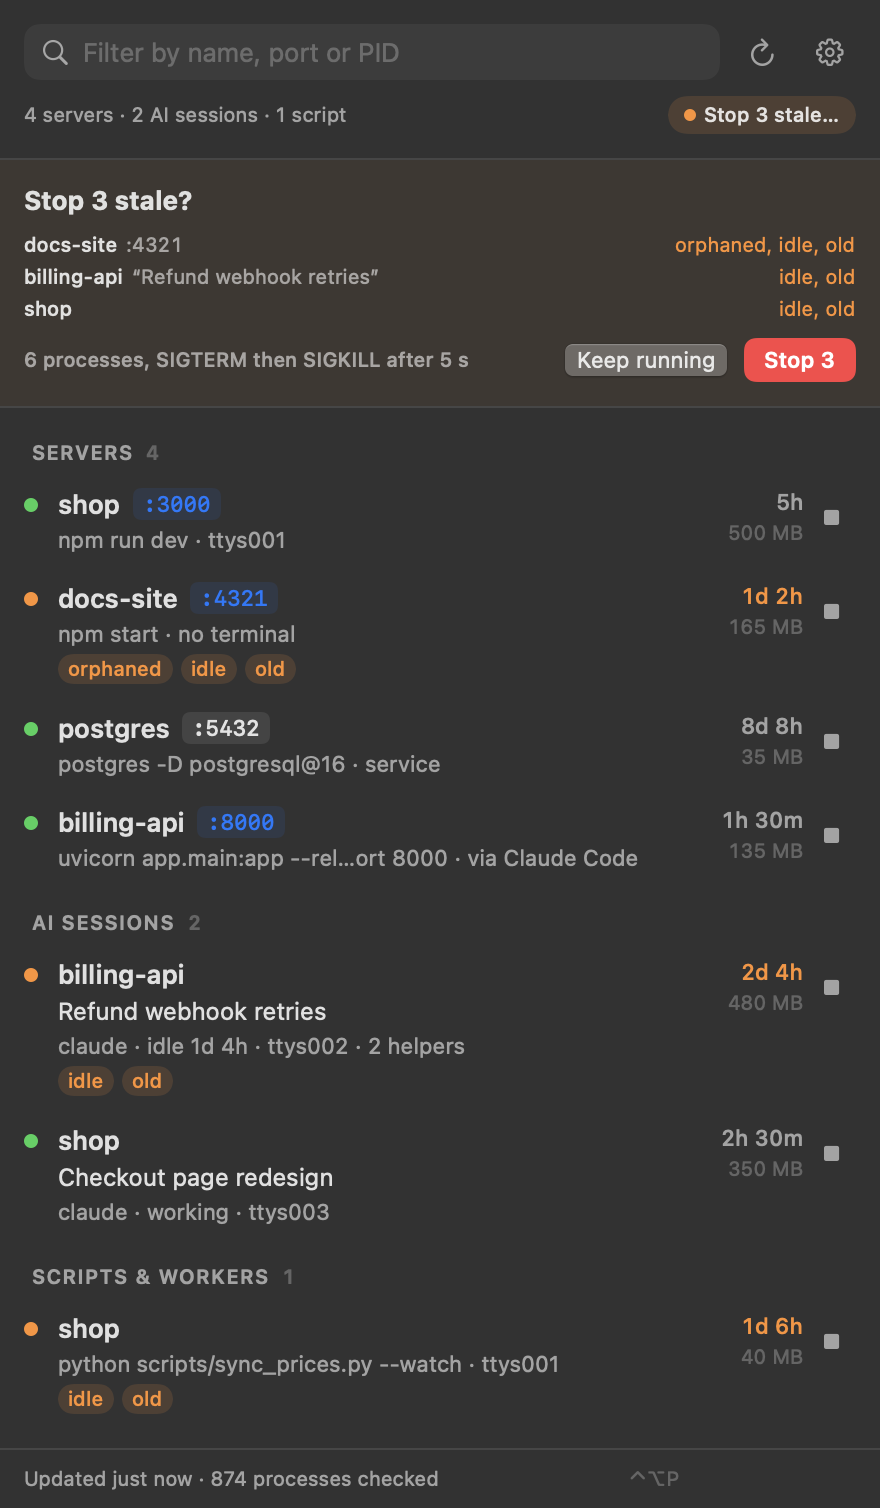 Filter by name, port or PID
4 servers · 2 AI sessions · 1 script
Stop 3 stale…
Stop 3 stale?
docs-site :4321 orphaned, idle, old
billing-api “Refund webhook retries” idle, old
shop idle, old
6 processes, SIGTERM then SIGKILL after 5 s Keep running Stop 3
SERVERS 4
shop :3000 5h
npm run dev · ttys001 500 MB
docs-site :4321 1d 2h
npm start · no terminal 165 MB
orphaned idle old
postgres :5432 8d 8h
postgres -D postgresql@16 · service 35 MB
billing-api :8000 1h 30m
uvicorn app.main:app --rel…ort 8000 · via Claude Code 135 MB
AI SESSIONS 2
billing-api 2d 4h
Refund webhook retries 480 MB
claude · idle 1d 4h · ttys002 · 2 helpers
idle old
shop 2h 30m
Checkout page redesign 350 MB
claude · working · ttys003
SCRIPTS & WORKERS 1
shop 1d 6h
python scripts/sync_prices.py --watch · ttys001 40 MB
idle old
Updated just now · 874 processes checked ^⌥P